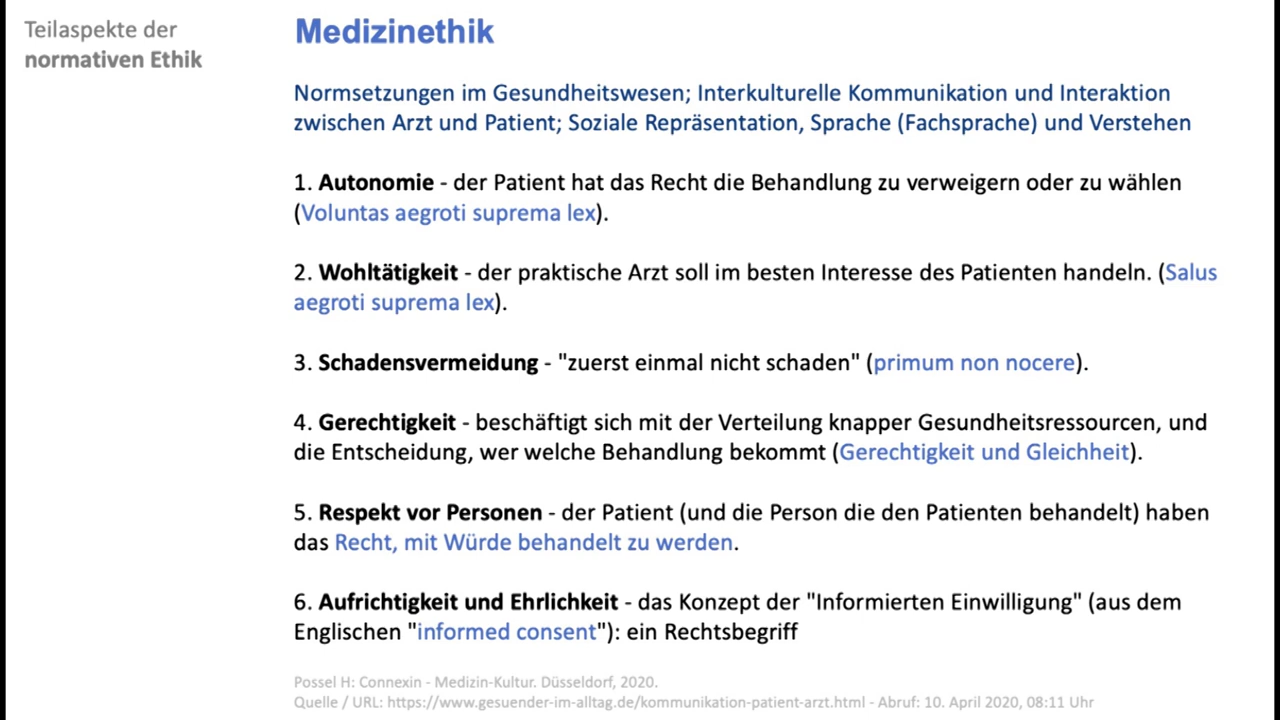 Teilaspekte der
normativen Ethik
Medizinethik
Normsetzungen im Gesundheitswesen; Interkulturelle Kommunikation und Interaktion
zwischen Arzt und Patient; Soziale Repräsentation, Sprache (Fachsprache) und Verstehen
1. Autonomie - der Patient hat das Recht die Behandlung zu verweigern oder zu wählen
(Voluntas aegroti suprema lex).
2. Wohltätigkeit - der praktische Arzt soll im besten Interesse des Patienten handeln. (Salus
aegroti suprema lex).
3. Schadensvermeidung - "zuerst einmal nicht schaden" (primum non nocere).
4. Gerechtigkeit - beschäftigt sich mit der Verteilung knapper Gesundheitsressourcen, und
die Entscheidung, wer welche Behandlung bekommt (Gerechtigkeit und Gleichheit).
5. Respekt vor Personen - der Patient (und die Person die den Patienten behandelt) haben
das Recht, mit Würde behandelt zu werden.
6. Aufrichtigkeit und Ehrlichkeit - das Konzept der "Informierten Einwilligung" (aus dem
Englischen "informed consent"): ein Rechtsbegriff
Possel H: Connexin - Medizin-Kultur. Düsseldorf, 2020.
Quelle / URL: https://www.gesuender-im-alltag.de/kommunikation-patient-arzt.html - Abruf: 10. April 2020, 08:11 Uhr